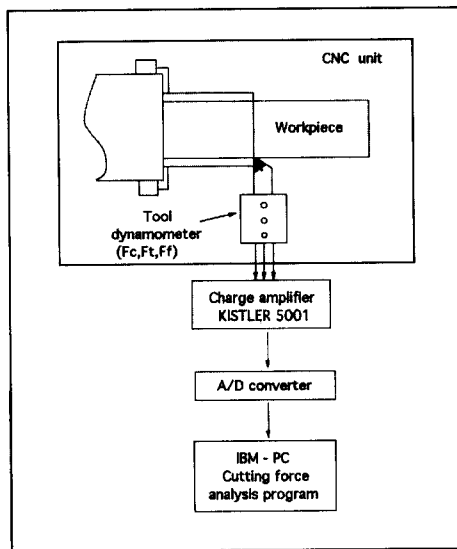 CNC unit
Workpiece
Tool
dynamometer
(Fc,Ft,Ff)
Charge amplifier
KISTLER 5001
A/D converter
IBM - PC
Cutting force
analysis program